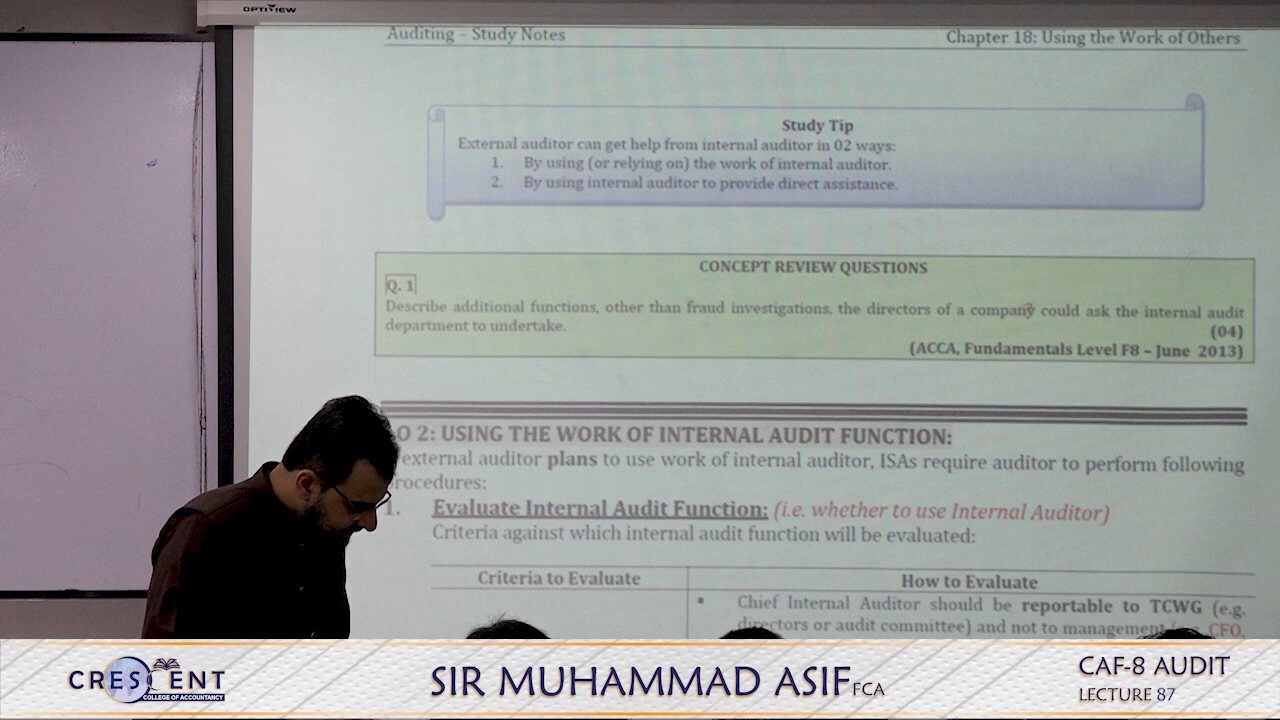 OPTIVIEW
Auditing – Study Notes
Chapter 18: Using the Work of Others
Study Tip
External auditor can get help from internal auditor in 02 ways:
1. By using (or relying on) the work of internal auditor.
2. By using internal auditor to provide direct assistance.
CONCEPT REVIEW QUESTIONS
Q. 1
Describe additional functions, other than fraud investigations, the directors of a company could ask the internal audit
department to undertake.
(04)
(ACCA, Fundamentals Level F8 – June 2013)
O 2: USING THE WORK OF INTERNAL AUDIT FUNCTION:
external auditor plans to use work of internal auditor, ISAs require auditor to perform following
rocedures:
1. Evaluate Internal Audit Function: (i.e. whether to use Internal Auditor)
Criteria against which internal audit function will be evaluated:
Criteria to Evaluate
How to Evaluate
▪ Chief Internal Auditor should be reportable to TCWG (e.g.
directors or audit committee) and not to management CFO,
CRESCENT
COLLEGE OF ACCOUNTANCY
SIR MUHAMMAD ASIF FCA
CAF-8 AUDIT
LECTURE 87